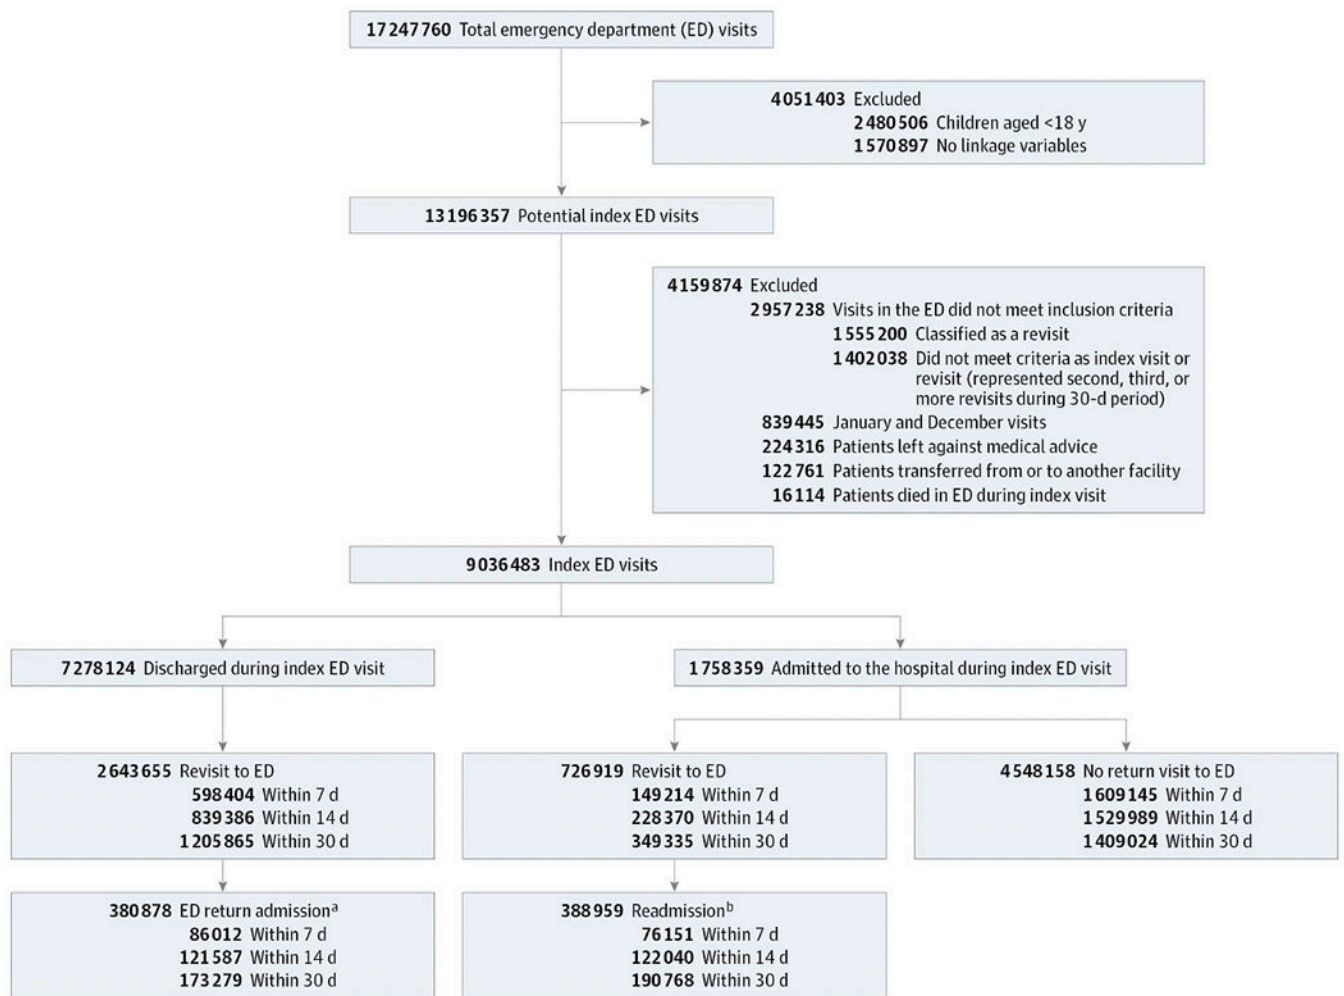 17247760 Total emergency department (ED) visits
4051403 Excluded
2480506 Children aged <18 y
1570897 No linkage variables
13196357 Potential index ED visits
4159874 Excluded
2957238 Visits in the ED did not meet inclusion criteria
1555200 Classified as a revisit
1402038 Did not meet criteria as index visit or
revisit (represented second, third, or
more revisits during 30-d period)
839445 January and December visits
224316 Patients left against medical advice
122761 Patients transferred from or to another facility
16114 Patients died in ED during index visit
9036483 Index ED visits
7278124 Discharged during index ED visit
1758359 Admitted to the hospital during index ED visit
2643655 Revisit to ED
598404 Within 7 d
839386 Within 14 d
1205865 Within 30 d
726919 Revisit to ED
149214 Within 7 d
228370 Within 14 d
349335 Within 30 d
4548158 No return visit to ED
1609145 Within 7 d
1529989 Within 14 d
1409024 Within 30 d
380878 ED return admissionᵃ
86012 Within 7 d
121587 Within 14 d
173279 Within 30 d
388959 Readmissionᵇ
76151 Within 7 d
122040 Within 14 d
190768 Within 30 d